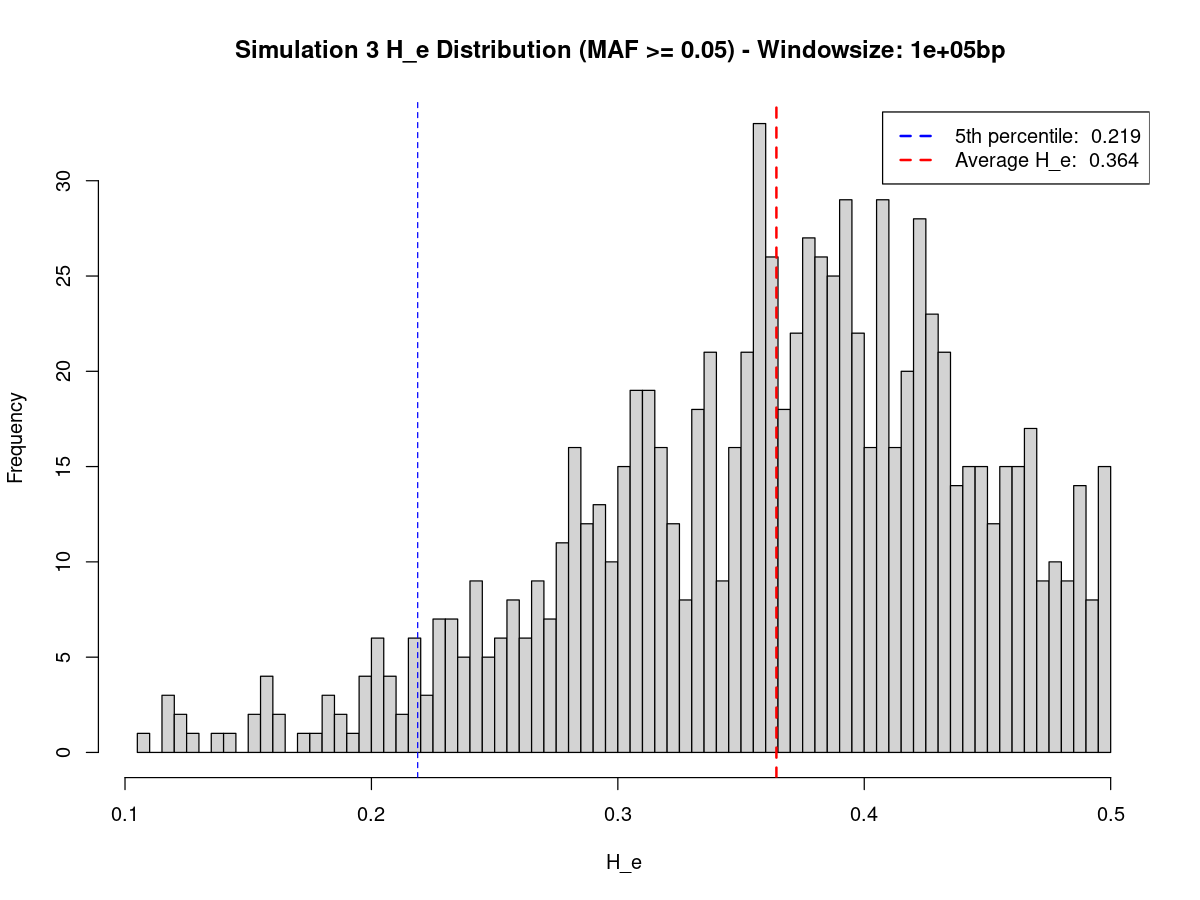 Simulation 3 H_e Distribution (MAF >= 0.05) - Windowsize: 1e+05bp
5th percentile:  0.219
Average H_e:  0.364
Frequency
30
25
20
15
10
5
0
0.1 0.2 0.3 0.4 0.5
H_e